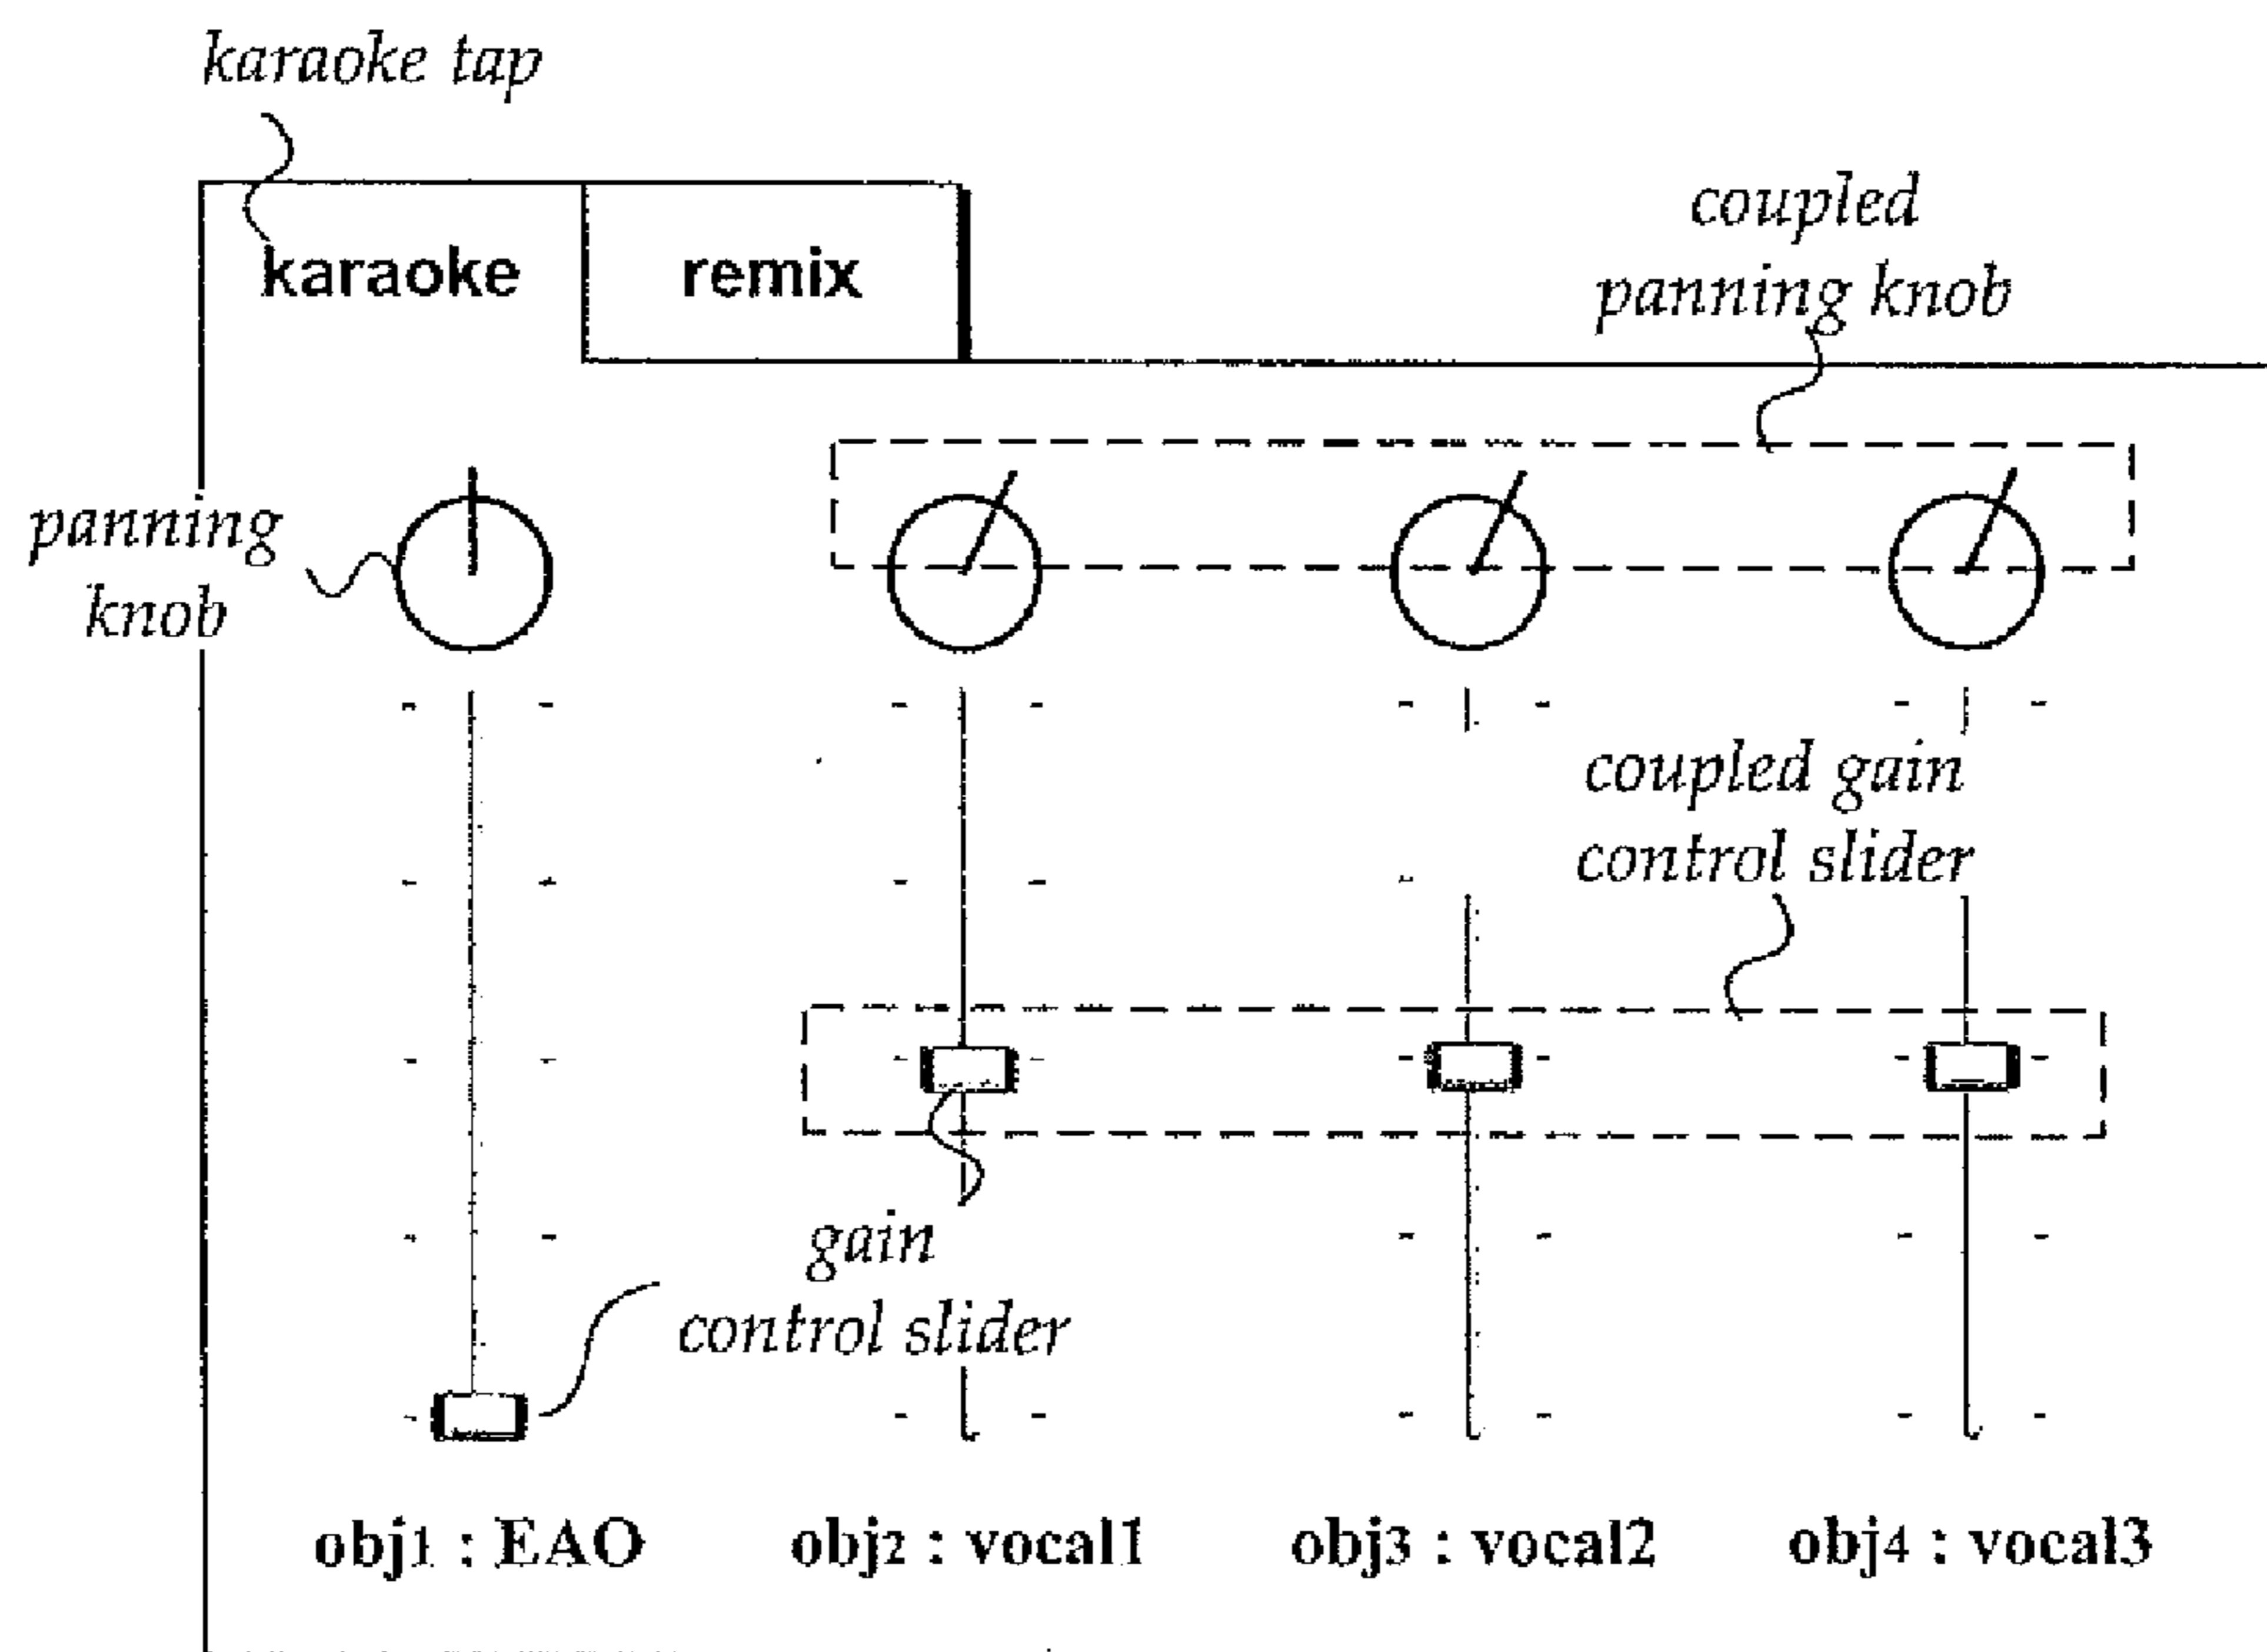 karaoke tap
karaoke
remix
coupled
panning knob
panning
knob
coupled gain
control slider
gain
control slider
obj1 : EAO
obj2 : vocal1
obj3 : vocal2
obj4 : vocal3